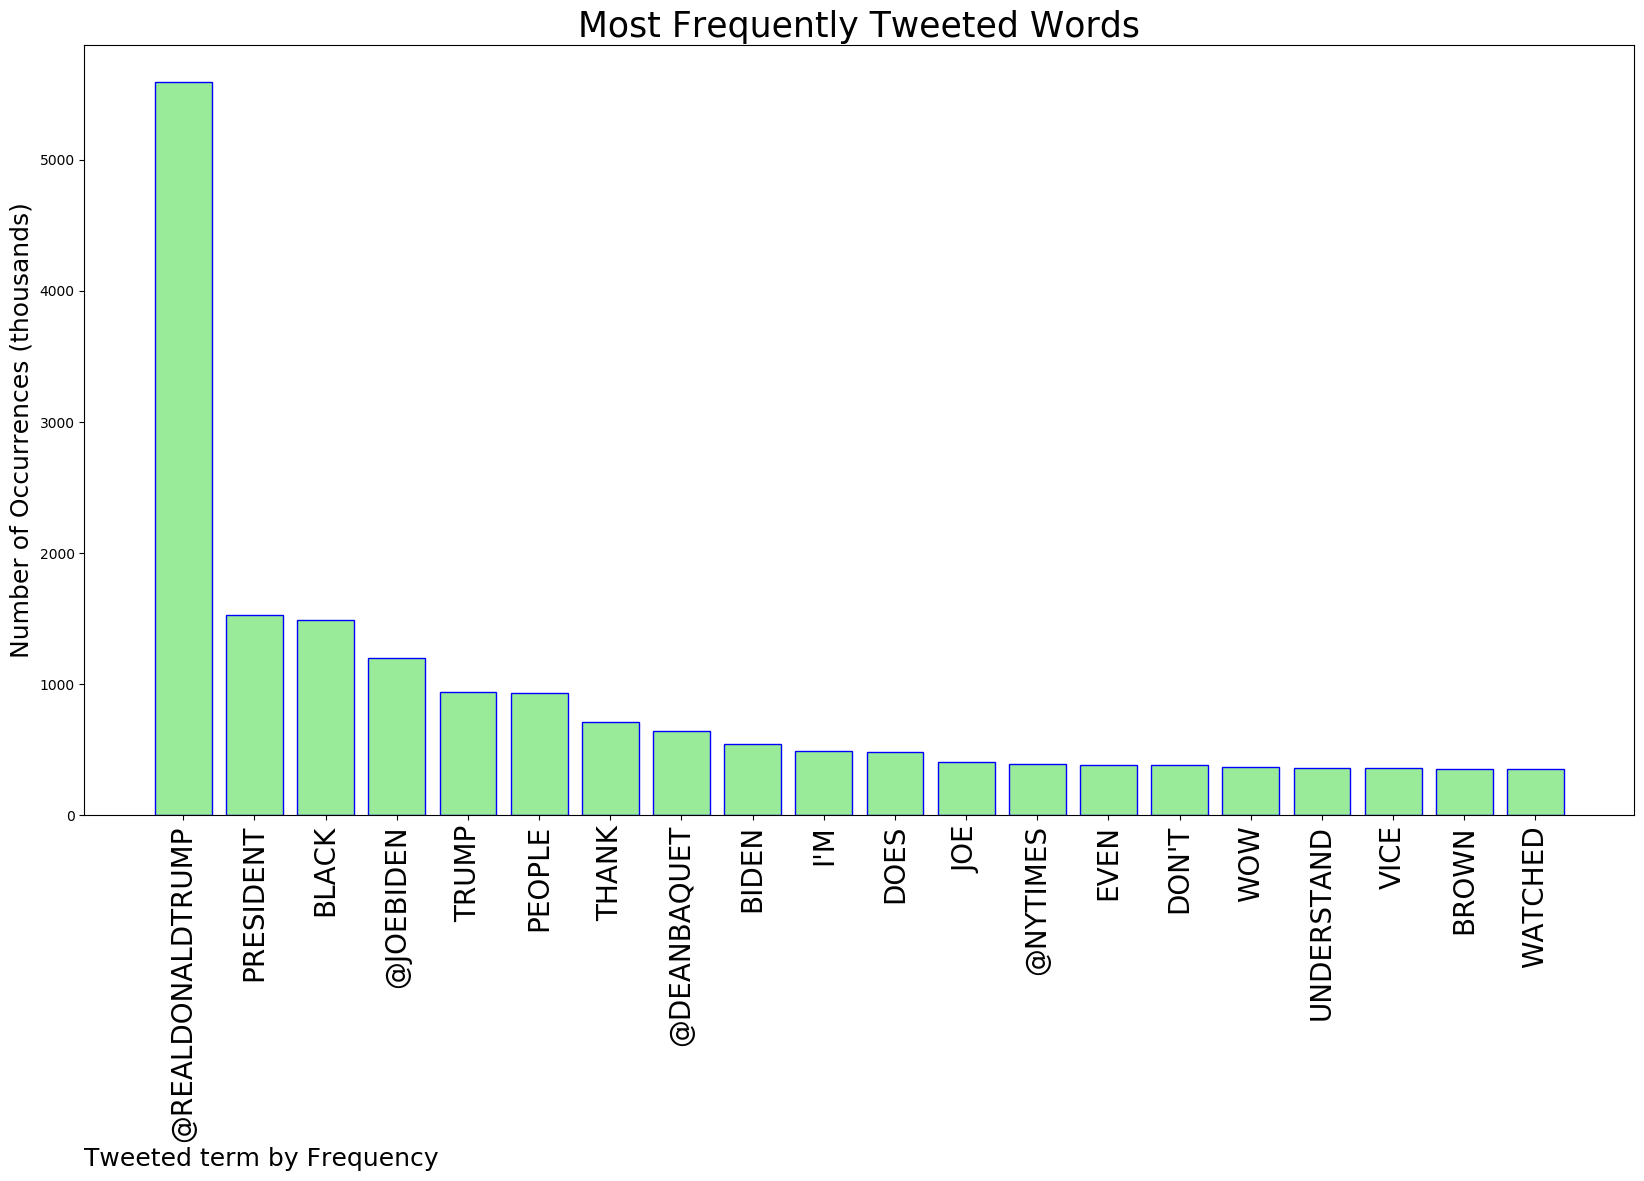 Most Frequently Tweeted Words
Number of Occurrences (thousands)
5000
4000
3000
2000
1000
0
@REALDONALDTRUMP
PRESIDENT
BLACK
@JOEBIDEN
TRUMP
PEOPLE
THANK
@DEANBAQUET
BIDEN
I'M
DOES
JOE
@NYTIMES
EVEN
DON'T
WOW
UNDERSTAND
VICE
BROWN
WATCHED
Tweeted term by Frequency